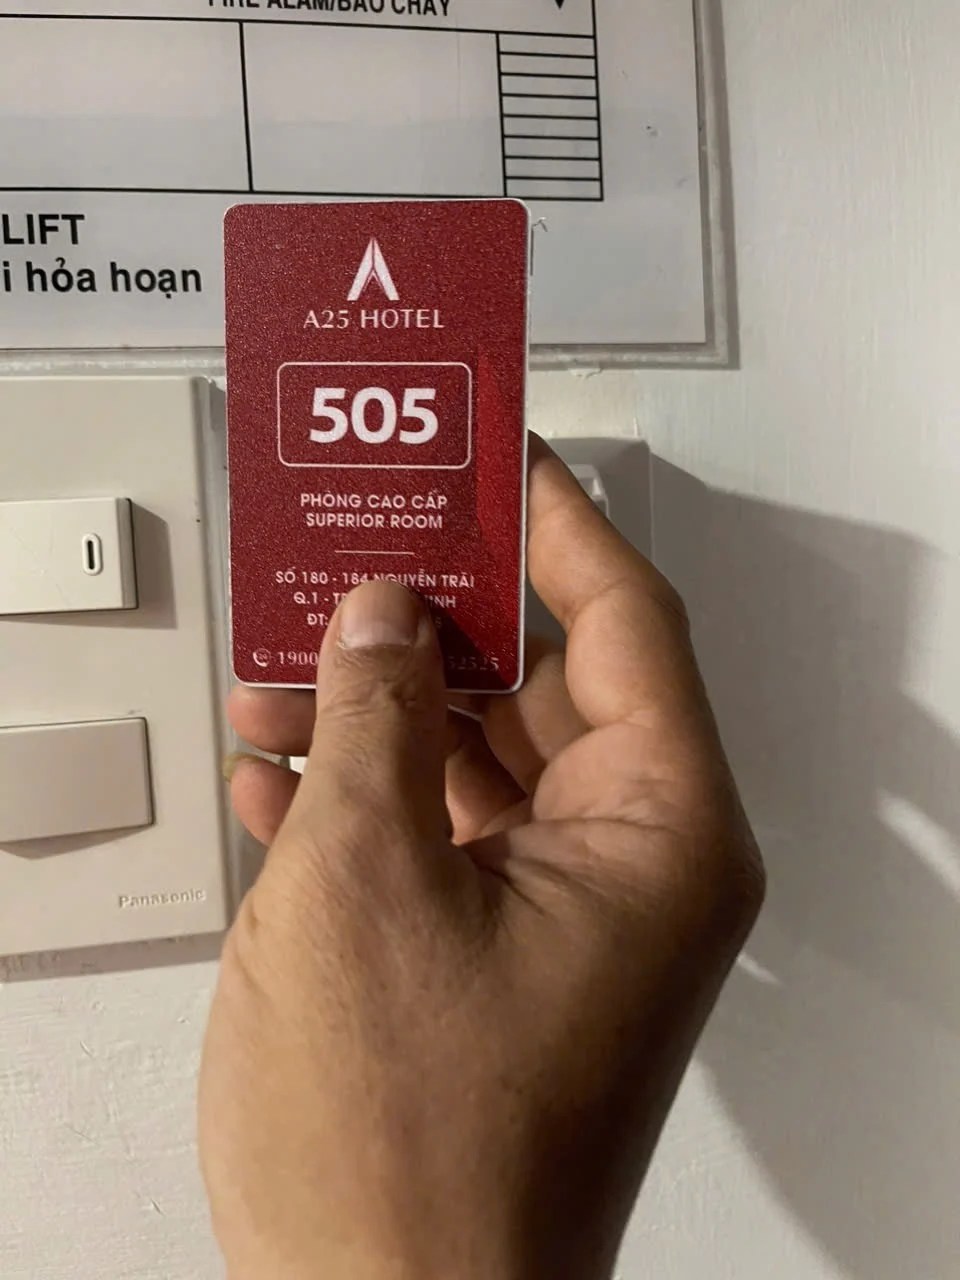 FIRE ALAM/BÁO CHÁY
LIFT
i hỏa hoạn
A25 HOTEL
505
PHÒNG CAO CẤP
SUPERIOR ROOM
SỐ 180 - 184 NGUYỄN TRÃI
Q.1 -
ĐT:
1900
52525
Panasonic